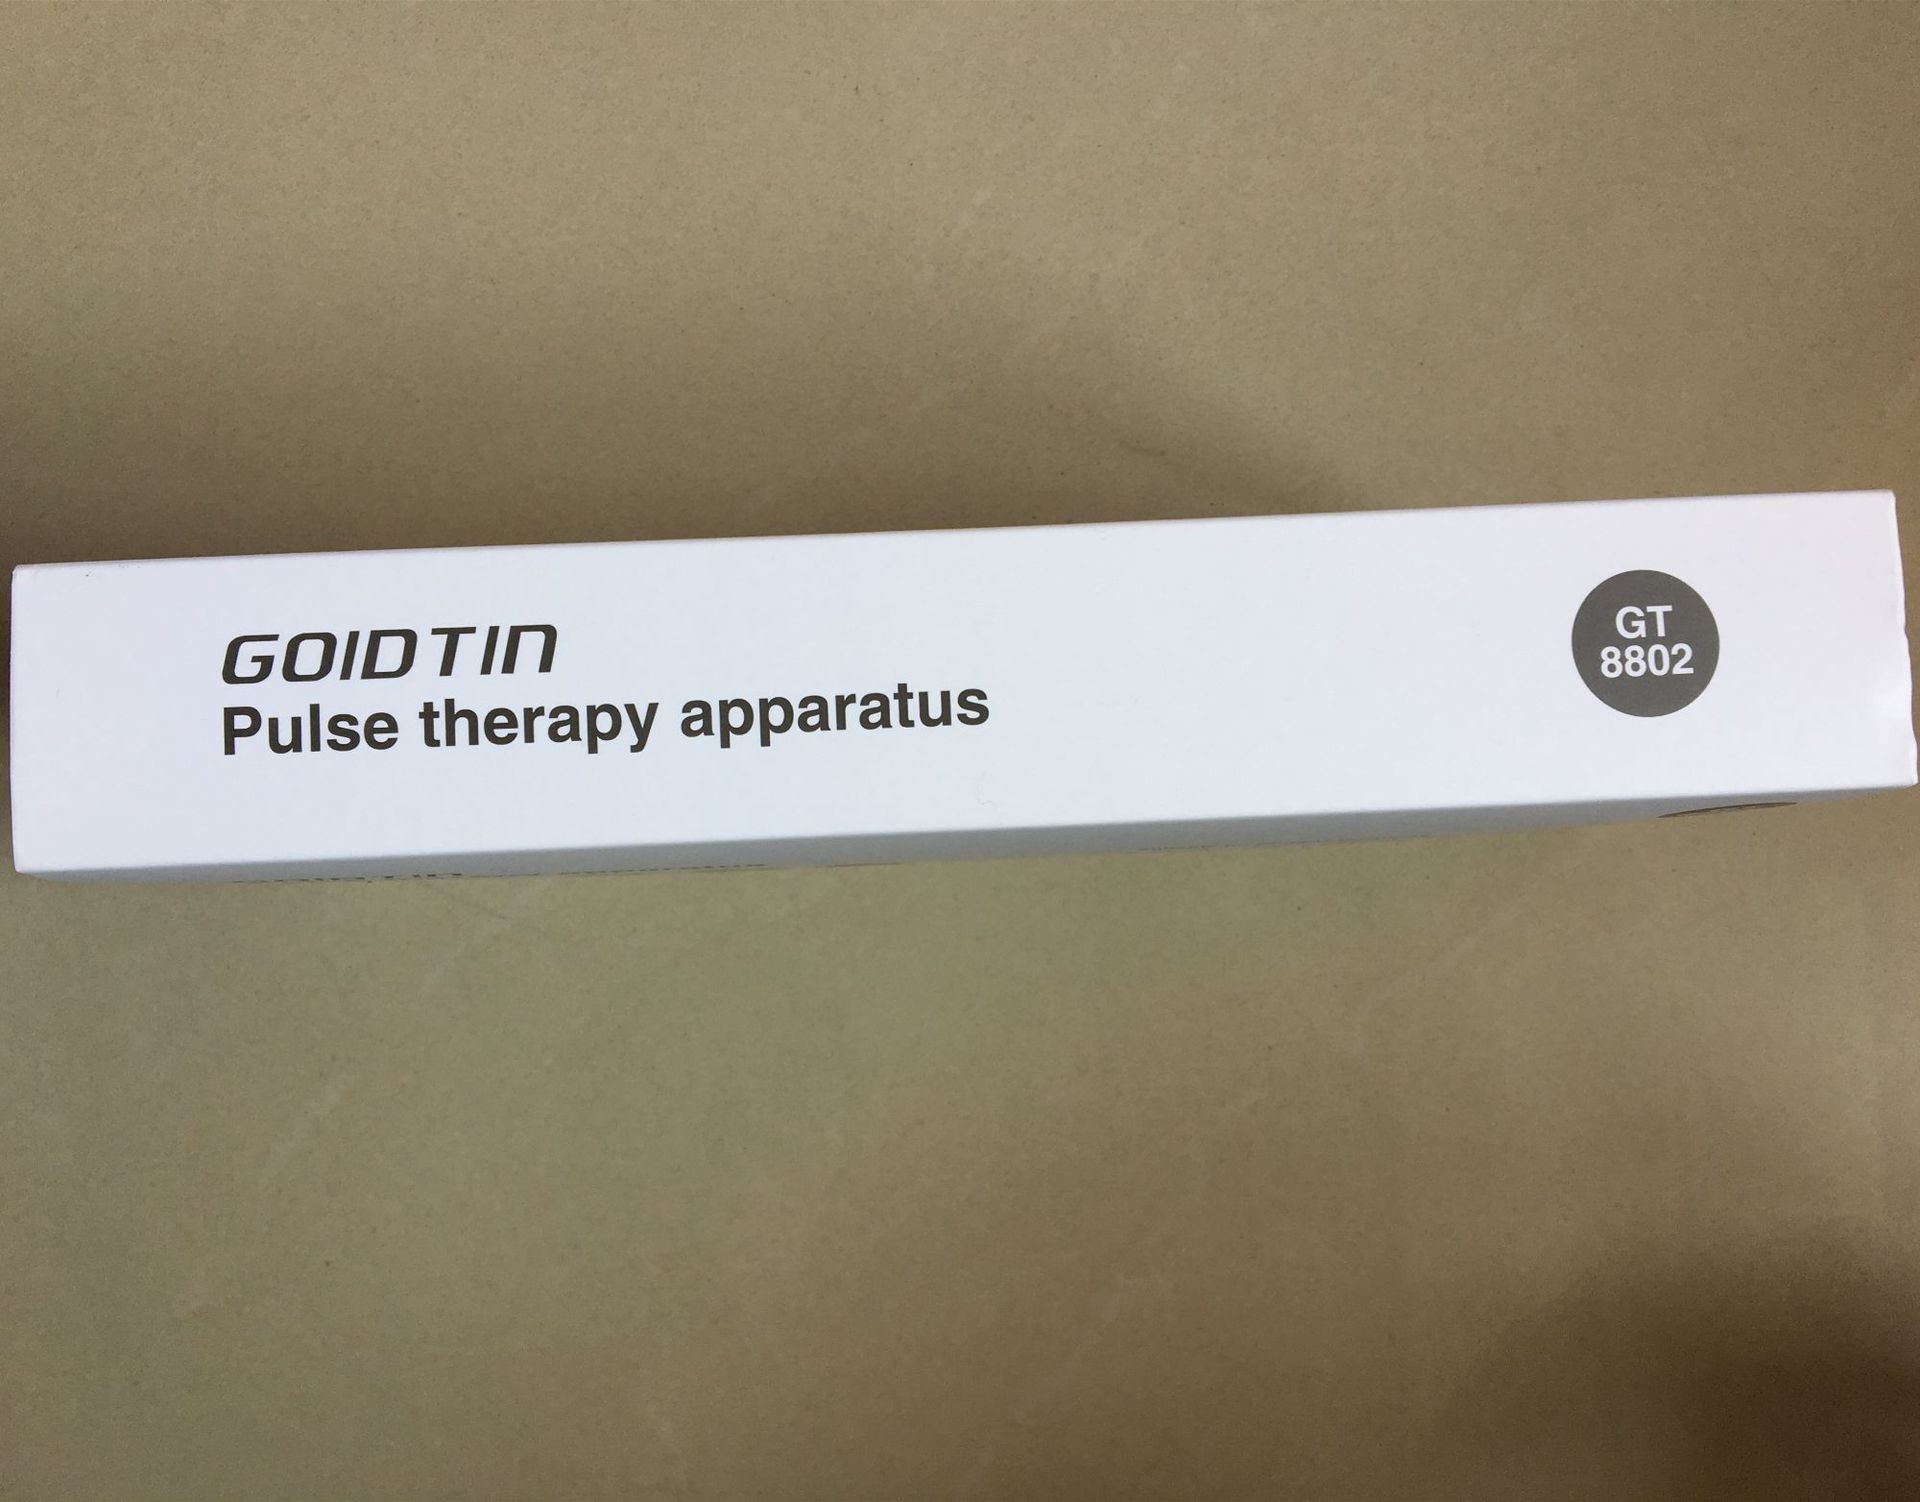 GOIDTIN
Pulse therapy apparatus
GT
8802